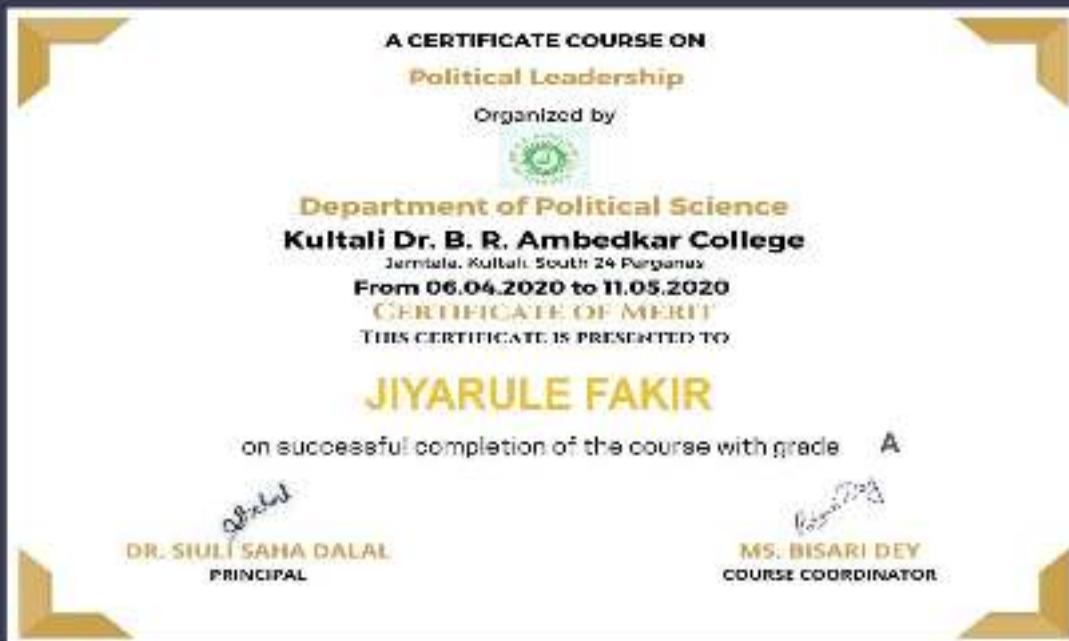 A CERTIFICATE COURSE ON
Political Leadership
Organized by
Department of Political Science
Kultali Dr. B. R. Ambedkar College
Jamtala, Kultali, South 24 Parganas
From 06.04.2020 to 11.05.2020
CERTIFICATE OF MERIT
THIS CERTIFICATE IS PRESENTED TO
JIYARULE FAKIR
on successful completion of the course with grade A
DR. SIULI SAHA DALAL
PRINCIPAL
MS. BISARI DEY
COURSE COORDINATOR